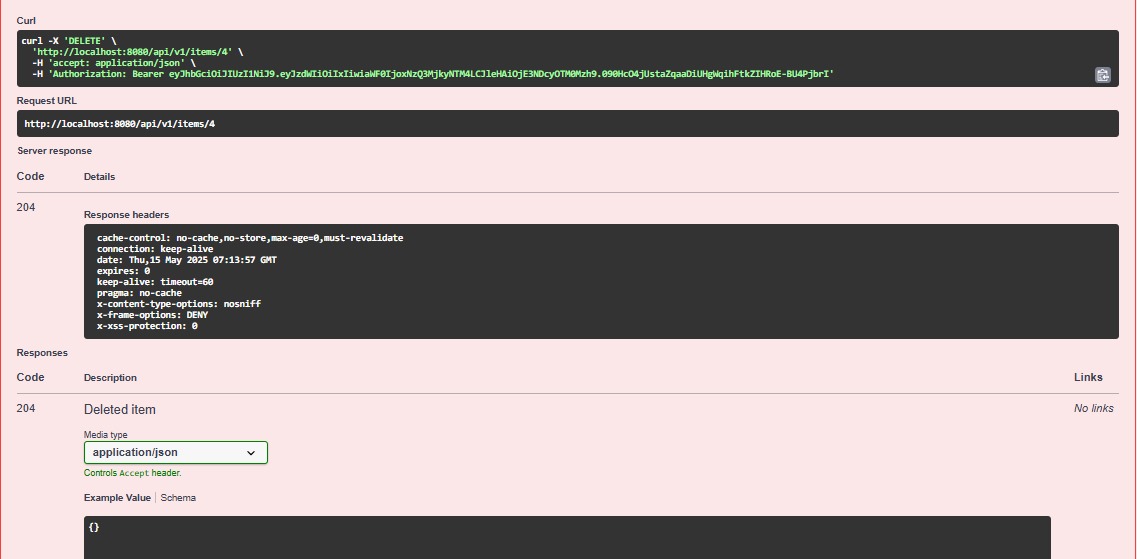 Curl
curl -X 'DELETE' \
'http://localhost:8080/api/v1/items/4' \
-H 'accept: application/json' \
-H 'Authorization: Bearer eyJhbGciOiJIUzI1NiJ9.eyJzdWIiOiIxIiwiaWF0IjoxNzQ3MjkyNTM4LCJleHAiOjE3NDcyOTM0Mzh9.090HcO4jUstaZqaaDiUHgWqihFtkZIHRoE-BU4PjbrI'
Request URL
http://localhost:8080/api/v1/items/4
Server response
Code Details
204
Response headers
cache-control: no-cache,no-store,max-age=0,must-revalidate
connection: keep-alive
date: Thu,15 May 2025 07:13:57 GMT
expires: 0
keep-alive: timeout=60
pragma: no-cache
x-content-type-options: nosniff
x-frame-options: DENY
x-xss-protection: 0
Responses
Code Description Links
204 Deleted item No links
Media type
application/json
Controls Accept header.
Example Value Schema
{}